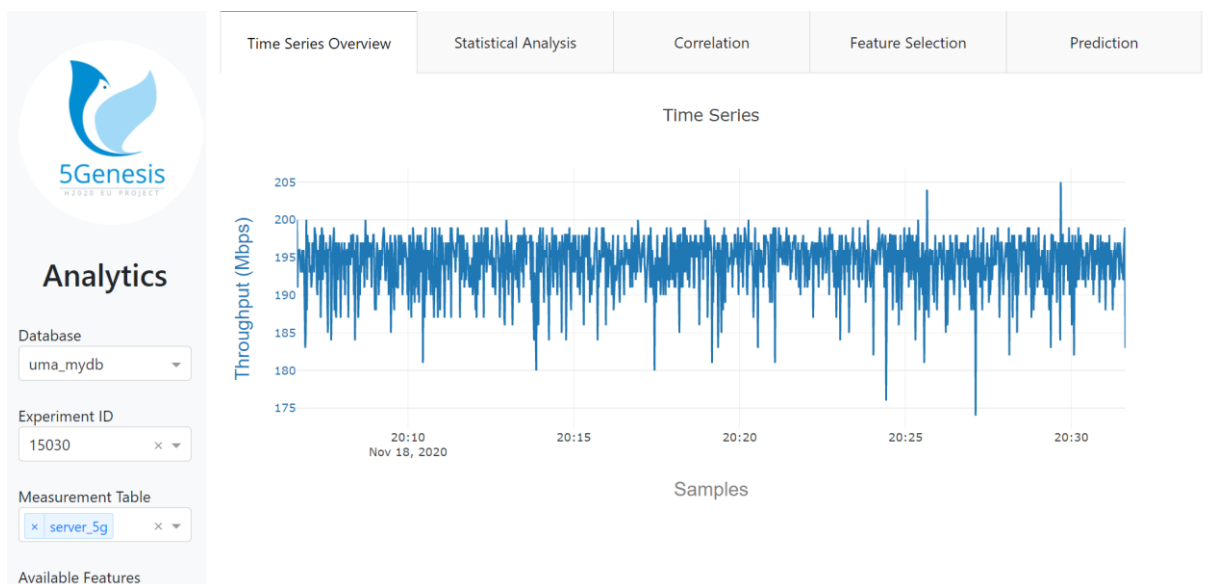 5Genesis
H2020 EU PROJECT
Analytics
Database
uma_mydb
Experiment ID
15030
Measurement Table
× server_5g
Available Features
Time Series Overview
Statistical Analysis
Correlation
Feature Selection
Prediction
Time Series
Throughput (Mbps)
205
200
195
190
185
180
175
20:10
Nov 18, 2020
20:15
20:20
20:25
20:30
Samples